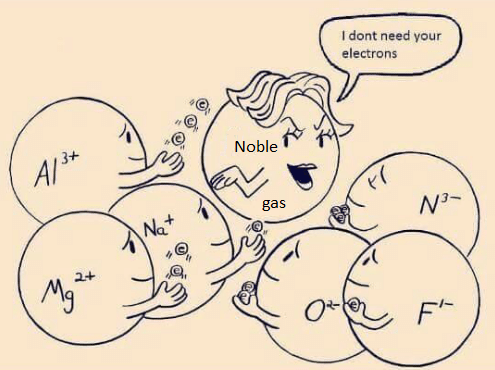 I dont need your
electrons
e
e
e
Noble
gas
Al³⁺
Na⁺
e
e
e
Mg²⁺
N³⁻
O²⁻
F¹⁻
e